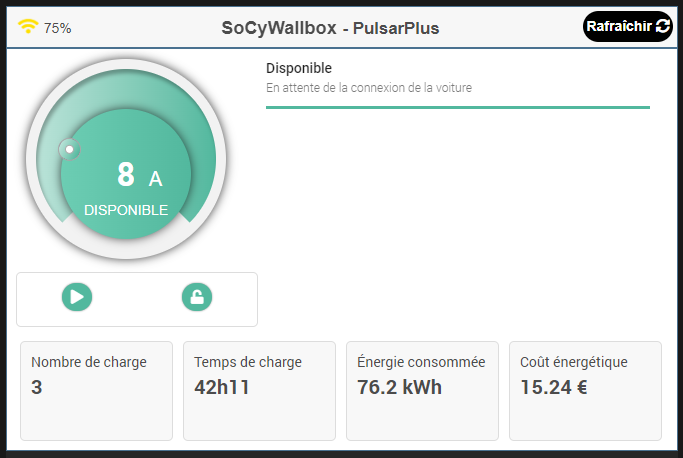 75%
SoCyWallbox - PulsarPlus
Rafraîchir
Disponible
En attente de la connexion de la voiture
8 A
DISPONIBLE
Nombre de charge
3
Temps de charge
42h11
Énergie consommée
76.2 kWh
Coût énergétique
15.24 €